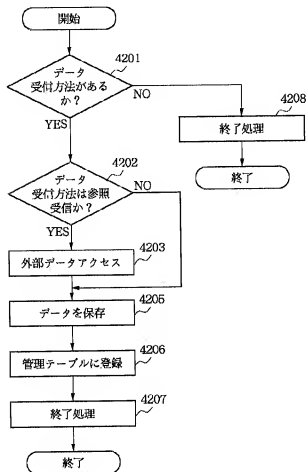 開始
4201
データ
受信方法がある
か？
NO
YES
4208
終了処理
終了
4202
データ
受信方法は参照
受信か？
NO
YES
4203
外部データアクセス
4205
データを保存
4206
管理テーブルに登録
4207
終了処理
終了